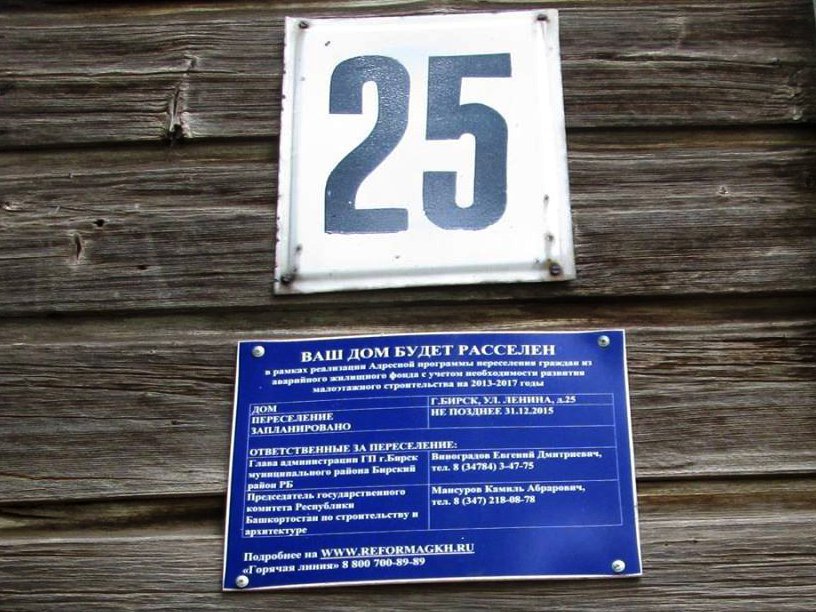 25
ВАШ ДОМ БУДЕТ РАССЕЛЕН
в рамках реализации Адресной программы переселения граждан из
аварийного жилищного фонда с учетом необходимости развития
малоэтажного строительства на 2013-2017 годы
ДОМ Г.БИРСК, УЛ. ЛЕНИНА, д.25
ПЕРЕСЕЛЕНИЕ НЕ ПОЗДНЕЕ 31.12.2015
ЗАПЛАНИРОВАНО
ОТВЕТСТВЕННЫЕ ЗА ПЕРЕСЕЛЕНИЕ:
Глава администрации ГП г.Бирск Виноградов Евгений Дмитриевич,
муниципального района Бирский тел. 8 (34784) 3-47-75
район РБ
Председатель государственного Мансуров Камиль Абрарович,
комитета Республики тел. 8 (347) 218-08-78
Башкортостан по строительству и
архитектуре
Подробнее на WWW.REFORMAGKH.RU
«Горячая линия» 8 800 700-89-89